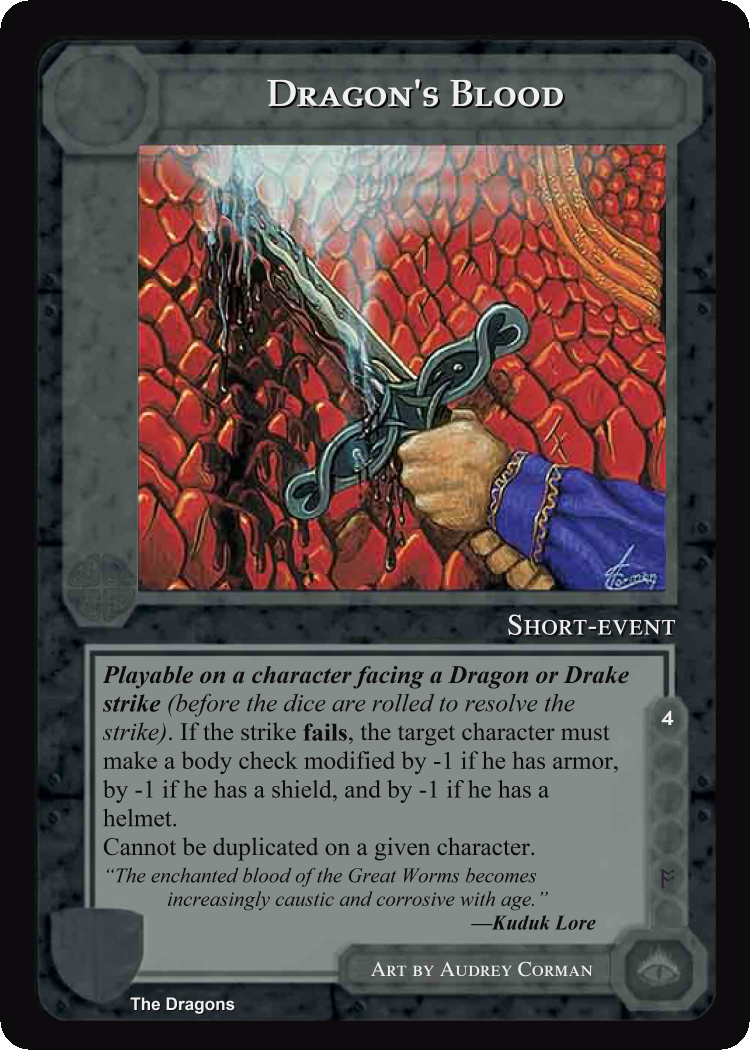 Dragon's Blood
Corman
Short-event
Playable on a character facing a Dragon or Drake
strike (before the dice are rolled to resolve the
strike). If the strike fails, the target character must
make a body check modified by -1 if he has armor,
by -1 if he has a shield, and by -1 if he has a
helmet.
Cannot be duplicated on a given character.
“The enchanted blood of the Great Worms becomes
increasingly caustic and corrosive with age.”
—Kuduk Lore
4
Art by Audrey Corman
The Dragons